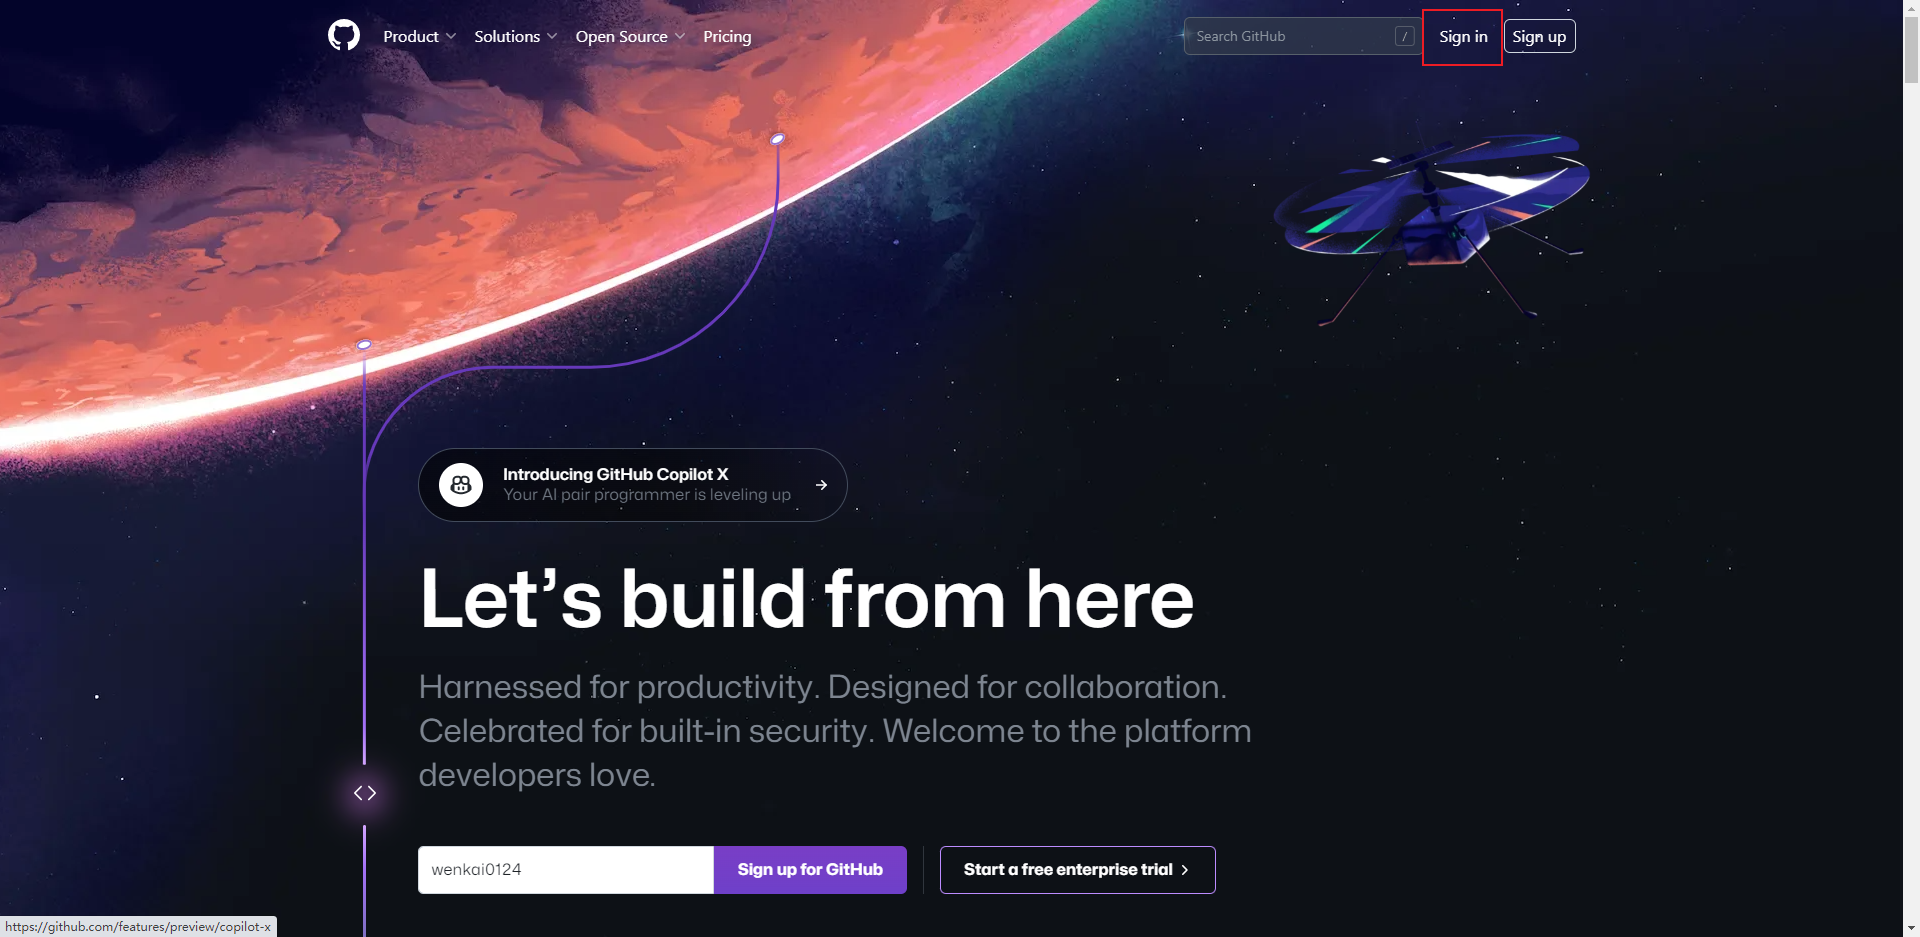 Product Solutions Open Source Pricing Search GitHub / Sign in Sign up
Introducing GitHub Copilot X
Your AI pair programmer is leveling up
Let’s build from here
Harnessed for productivity. Designed for collaboration.
Celebrated for built-in security. Welcome to the platform
developers love.
wenkai0124 Sign up for GitHub Start a free enterprise trial
https://github.com/features/preview/copilot-x